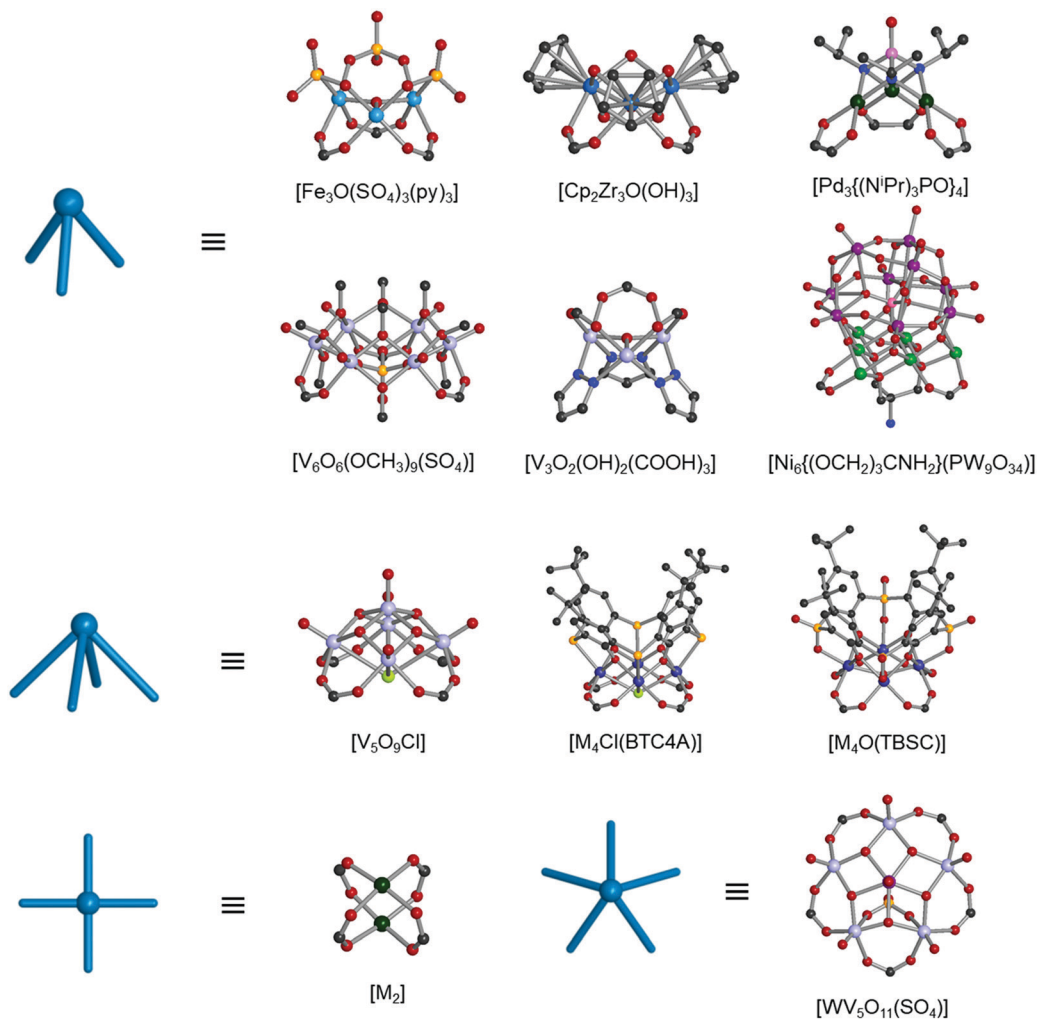 ≡
[Fe₃O(SO₄)₃(py)₃]
[Cp₂Zr₃O(OH)₃]
[Pd₃{(NⁱPr)₃PO}₄]
[V₆O₆(OCH₃)₉(SO₄)]
[V₃O₂(OH)₂(COOH)₃]
[Ni₆{(OCH₂)₃CNH₂}(PW₉O₃₄)]
≡
[V₅O₉Cl]
[M₄Cl(BTC4A)]
[M₄O(TBSC)]
≡
[M₂]
≡
[WV₅O₁₁(SO₄)]